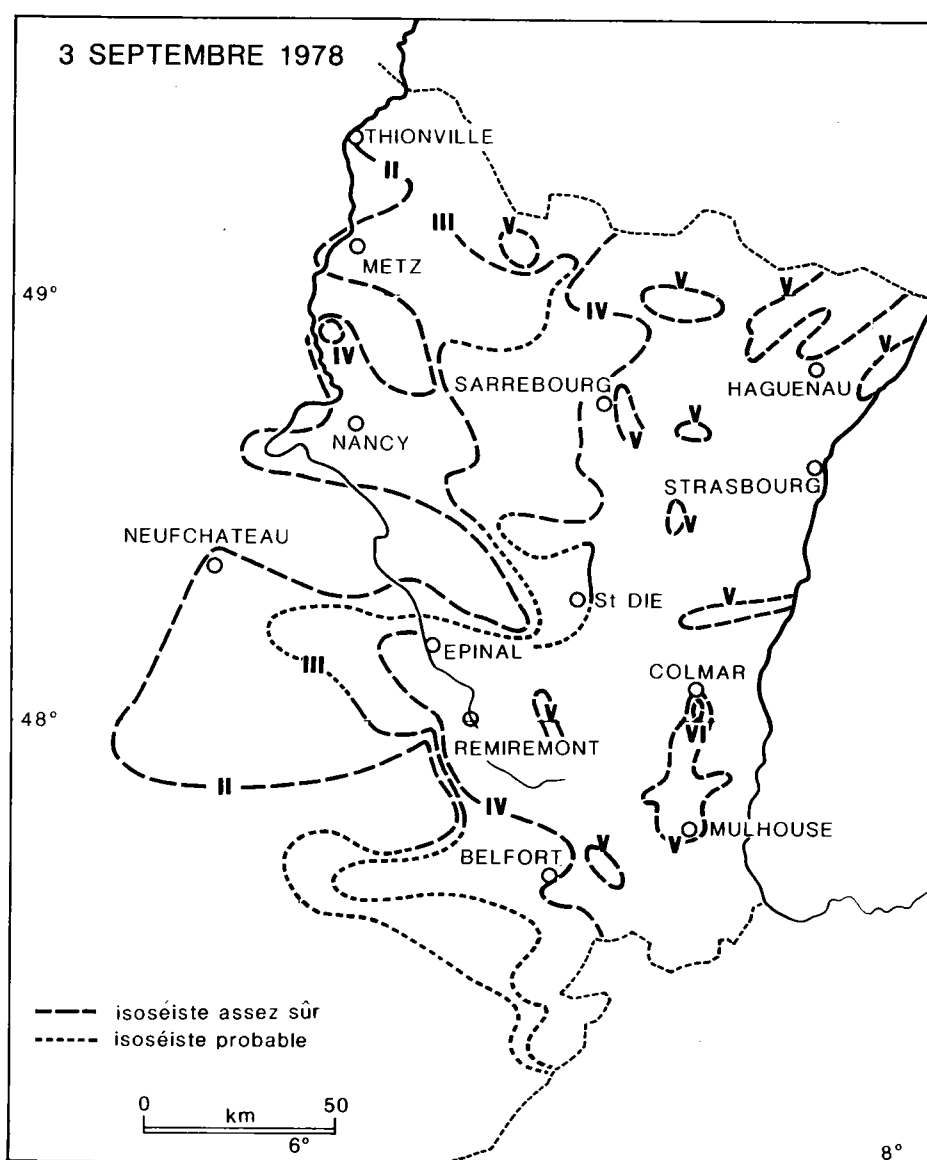 3 SEPTEMBRE 1978
THIONVILLE
II
III
V
METZ
49°
IV
V
V
IV
V
SARREBOURG
HAGUENAU
NANCY
V
V
STRASBOURG
V
NEUFCHATEAU
V
St DIE
EPINAL
III
COLMAR
48°
V
VI
REMIREMONT
II
IV
MULHOUSE
V
V
BELFORT
isoséiste assez sûr
isoséiste probable
0 50
km
6°
8°